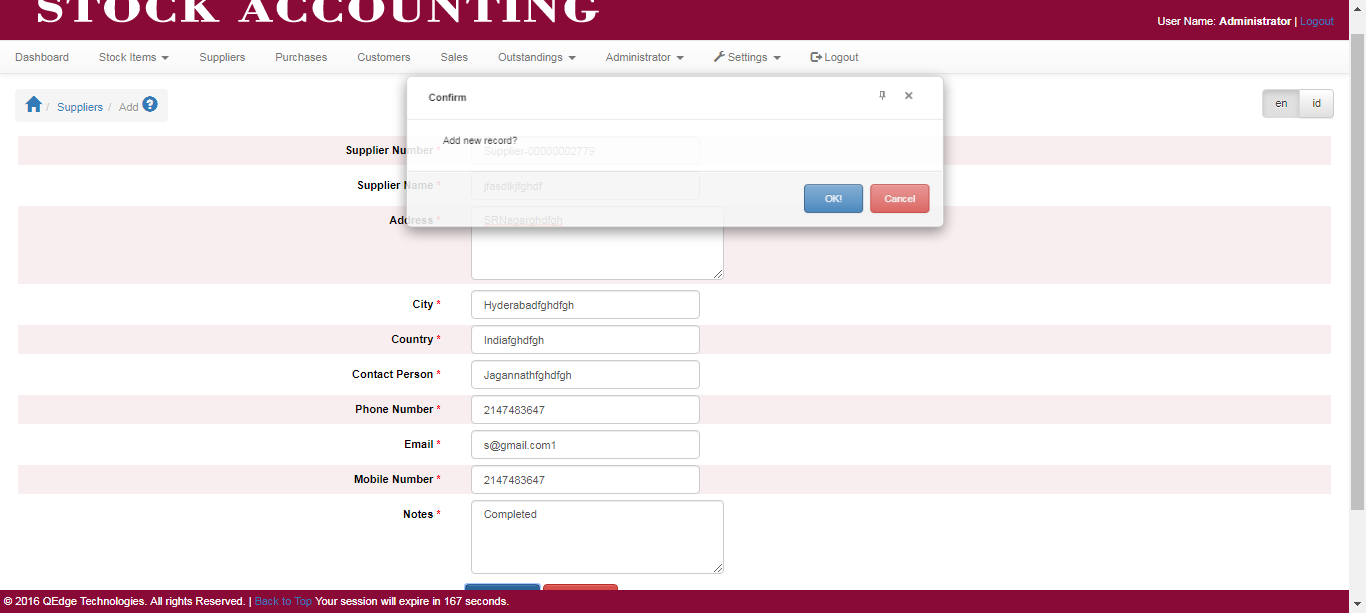 STOCK ACCOUNTING
User Name: Administrator | Logout
Dashboard Stock Items Suppliers Purchases Customers Sales Outstandings Administrator Settings Logout
Confirm
/ Suppliers / Add
en id
Add new record?
Supplier Number * Supplier-00000002779
Supplier Name * jfasdlkjfghdf
OK! Cancel
Address * SRNagarghdfgh
City * Hyderabadfghdfgh
Country * Indiafghdfgh
Contact Person * Jagannathfghdfgh
Phone Number * 2147483647
Email * s@gmail.com1
Mobile Number * 2147483647
Notes * Completed
© 2016 QEdge Technologies. All rights Reserved. | Back to Top Your session will expire in 167 seconds.